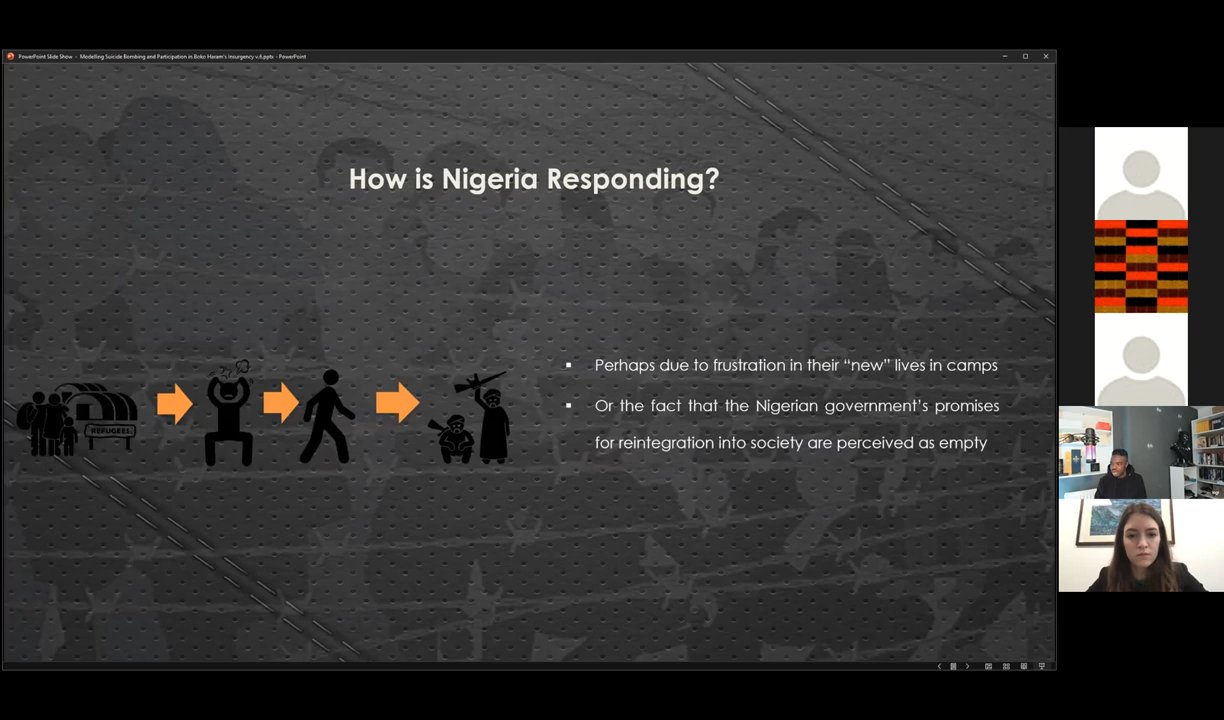 PowerPoint Slide Show - Modelling Suicide Bombing and Participation in Boko Haram's Insurgency v.6.pptx - PowerPoint
How is Nigeria Responding?
REFUGEES
▪ Perhaps due to frustration in their “new” lives in camps
▪ Or the fact that the Nigerian government’s promises
for reintegration into society are perceived as empty